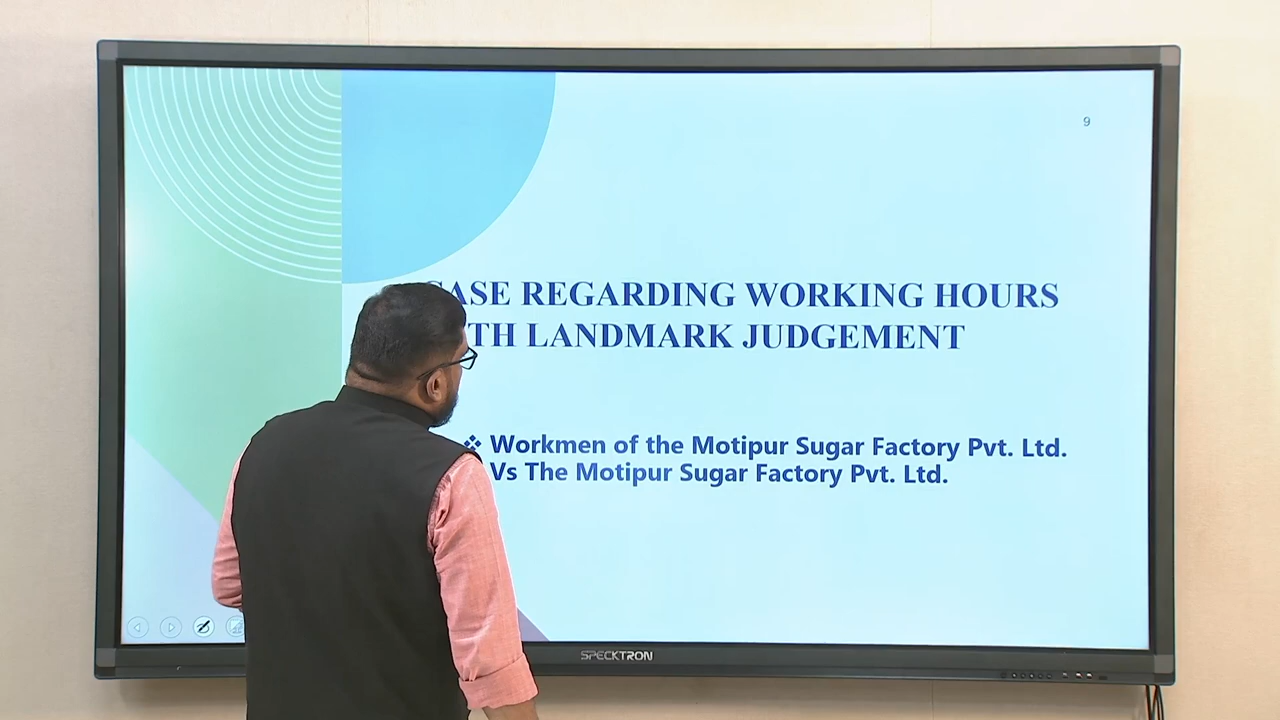 9
CASE REGARDING WORKING HOURS
TH LANDMARK JUDGEMENT
❖ Workmen of the Motipur Sugar Factory Pvt. Ltd.
Vs The Motipur Sugar Factory Pvt. Ltd.
SPECKTRON